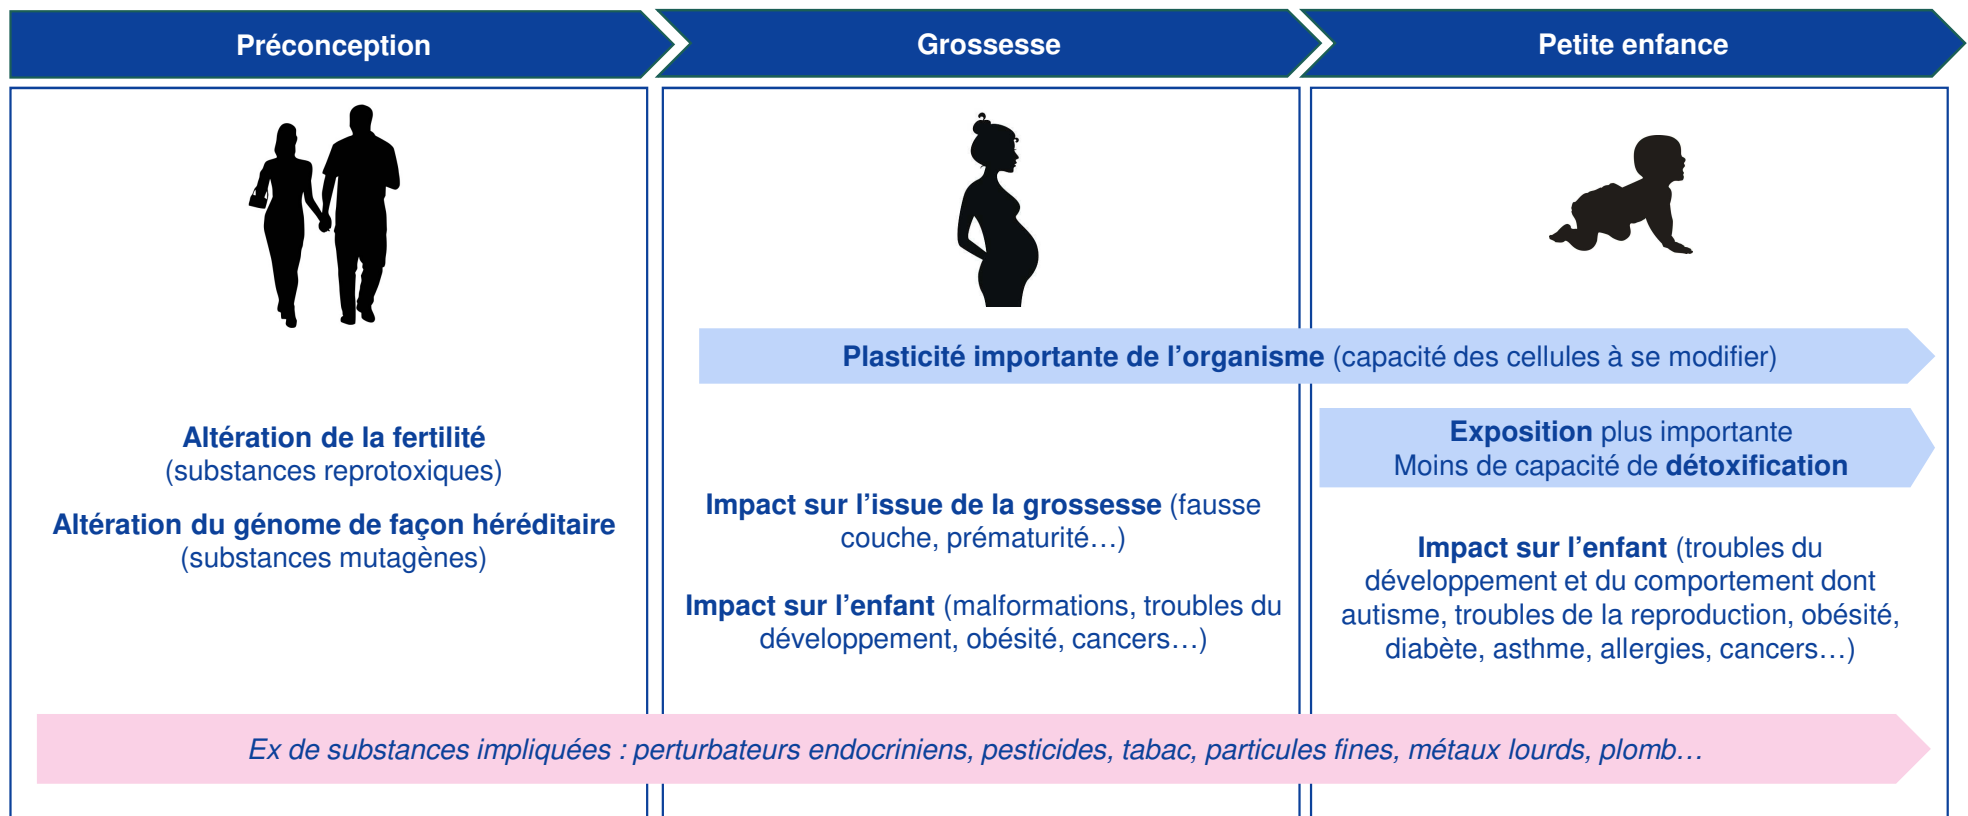 Préconception
Grossesse
Petite enfance
Plasticité importante de l’organisme (capacité des cellules à se modifier)
Altération de la fertilité
(substances reprotoxiques)
Altération du génome de façon héréditaire
(substances mutagènes)
Impact sur l’issue de la grossesse (fausse
couche, prématurité…)
Impact sur l’enfant (malformations, troubles du
développement, obésité, cancers…)
Exposition plus importante
Moins de capacité de détoxification
Impact sur l’enfant (troubles du
développement et du comportement dont
autisme, troubles de la reproduction, obésité,
diabète, asthme, allergies, cancers…)
Ex de substances impliquées : perturbateurs endocriniens, pesticides, tabac, particules fines, métaux lourds, plomb…